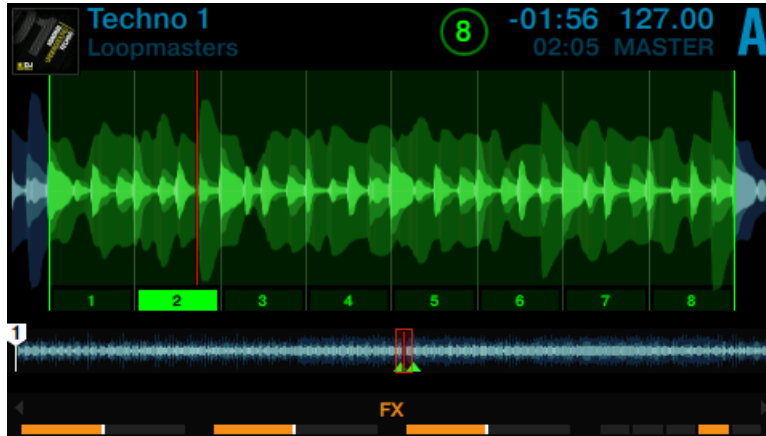 Techno 1
Loopmasters
8
-01:56 127.00
02:05 MASTER
A
1 2 3 4 5 6 7 8
1
FX